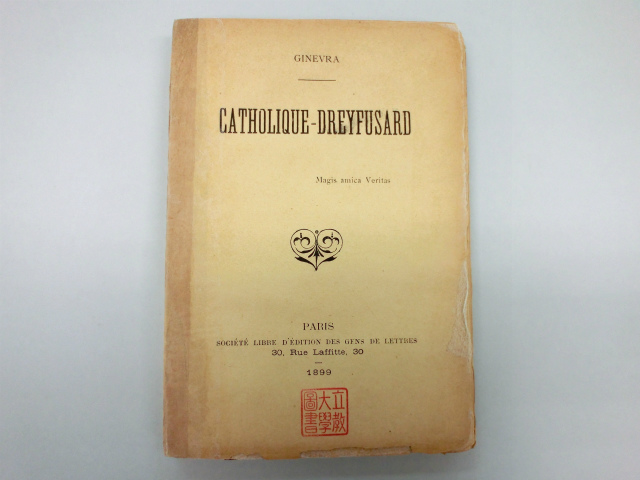 GINEVRA
CATHOLIQUE-DREYFUSARD
Magis amica Veritas
PARIS
SOCIÉTÉ LIBRE D'ÉDITION DES GENS DE LETTRES
30, Rue Laffitte, 30
1899
立教
大學
圖書